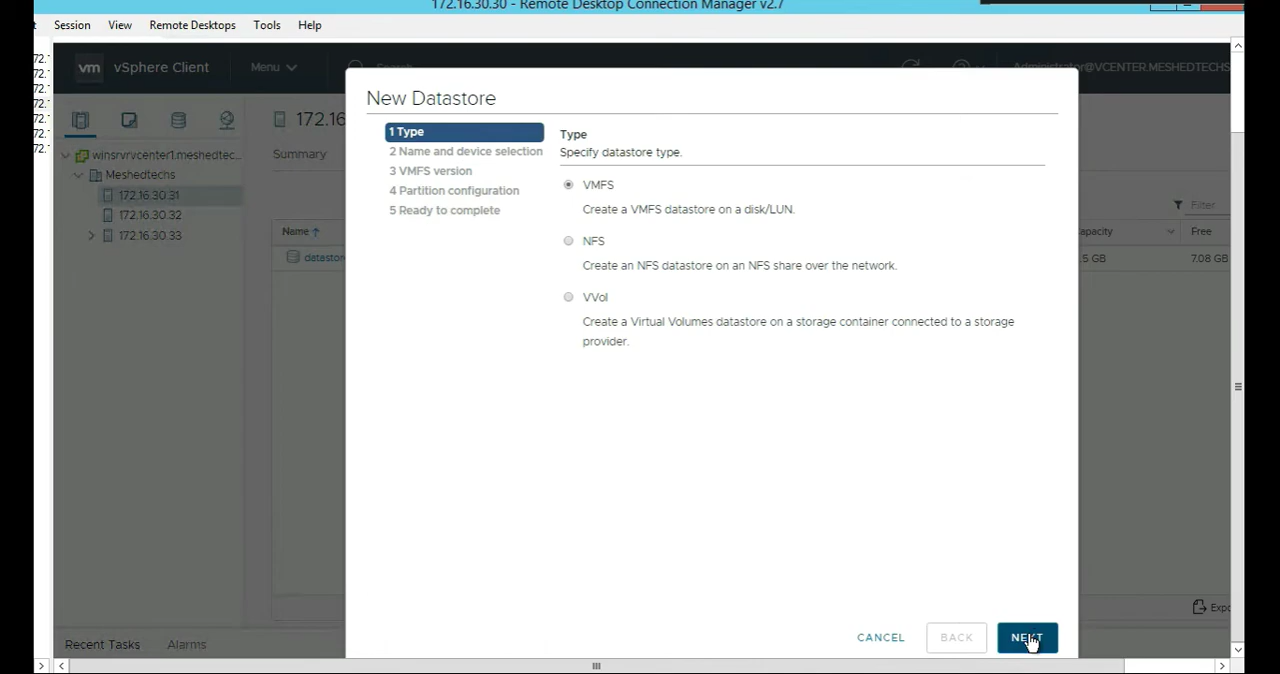 172.16.30.30 - Remote Desktop Connection Manager v2.7
Session View Remote Desktops Tools Help
vm vSphere Client Menu Search
Administrator@VCENTER.MESHEDTECHS
winsrvrvcenter1.meshedtec...
Meshedtechs
172.16.30.31
172.16.30.32
172.16.30.33
172.16
Summary
Name
datastor
Filter
apacity Free
.5 GB 7.08 GB
Expo
New Datastore
1 Type
2 Name and device selection
3 VMFS version
4 Partition configuration
5 Ready to complete
Type
Specify datastore type.
VMFS
Create a VMFS datastore on a disk/LUN.
NFS
Create an NFS datastore on an NFS share over the network.
VVol
Create a Virtual Volumes datastore on a storage container connected to a storage
provider.
CANCEL BACK NEXT
Recent Tasks Alarms